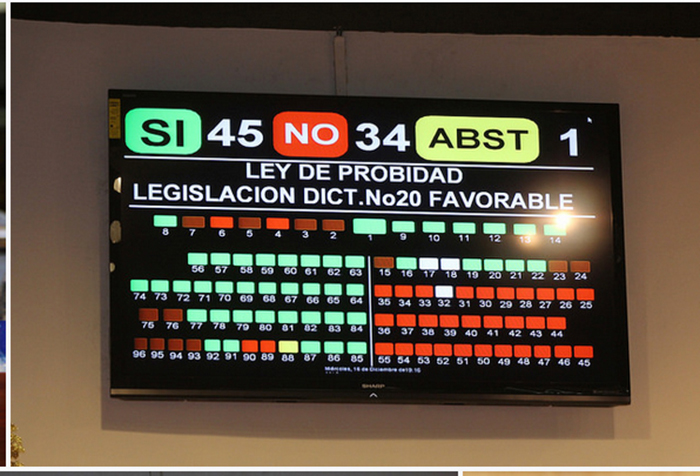 SI 45 NO 34 ABST 1
LEY DE PROBIDAD
LEGISLACION DICT.No20 FAVORABLE
8 7 6 5 4 3 2 1 9 10 11 12 13 14
56 57 58 59 60 61 62 63 15 16 17 18 19 20 21 22 23 24
74 73 72 71 70 69 68 67 66 65 64 35 34 33 32 31 30 29 28 27 26 25
75 76 77 78 79 80 81 82 83 84 36 37 38 39 40 41 42 43 44
96 95 94 93 92 91 90 89 88 87 86 85 55 54 53 52 51 50 49 48 47 46 45
Miércoles, 16 de Diciembre de
SHARP